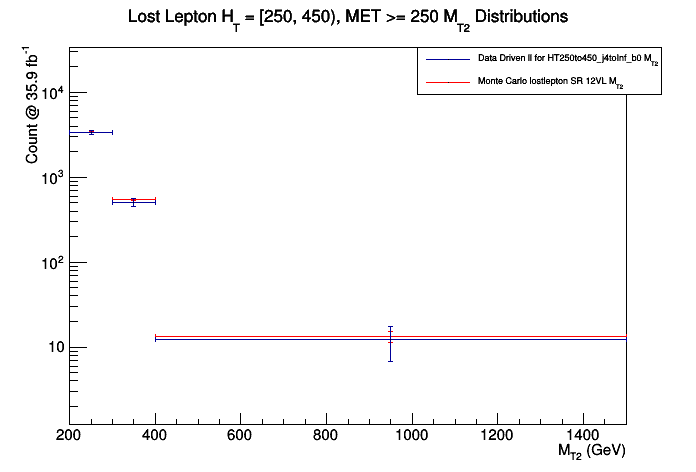 Lost Lepton H_T = [250, 450), MET >= 250 M_T2 Distributions
Data Driven II for HT250to450_j4toInf_b0 M_T2
Monte Carlo lostlepton SR 12VL M_T2
Count @ 35.9 fb^-1
10^4
10^3
10^2
10
200 400 600 800 1000 1200 1400
M_T2 (GeV)